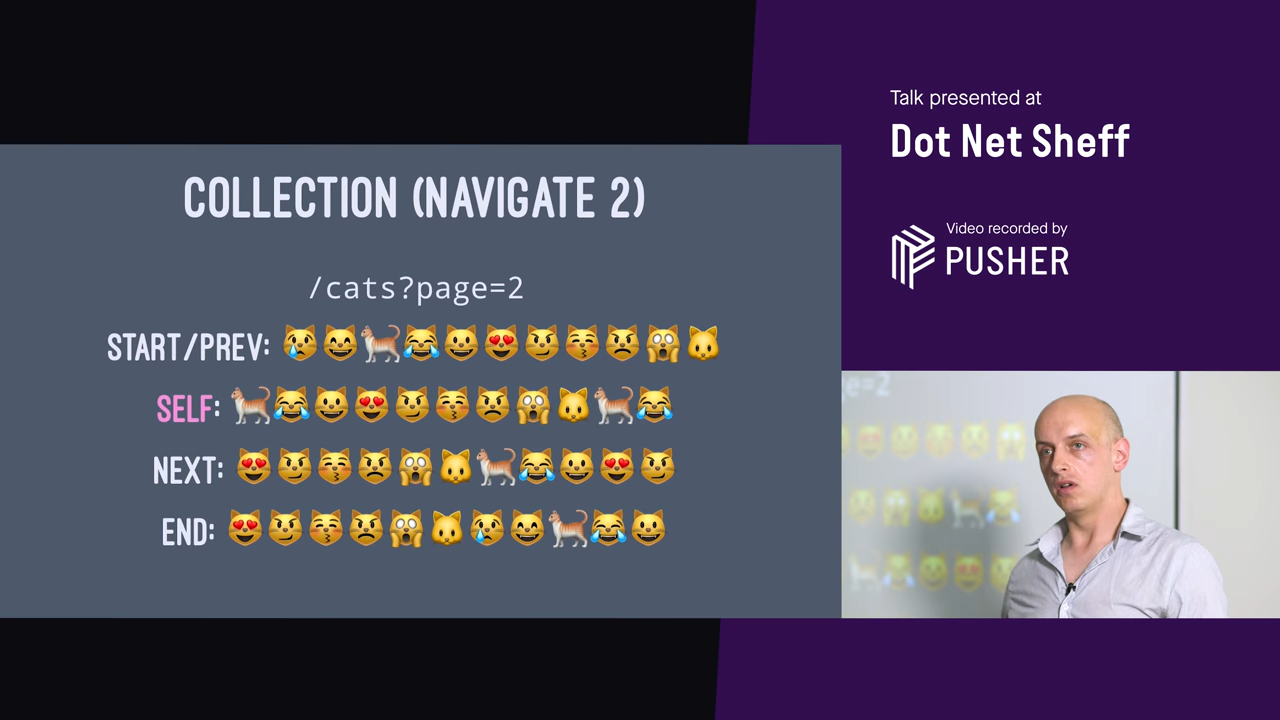 COLLECTION (NAVIGATE 2)
/cats?page=2
START/PREV: 😿😸🐈😹😺😻😼😽😾🙀🐱
SELF: 🐈😹😺😻😼😽😾🙀🐱🐈😹
NEXT: 😻😼😽😾🙀🐱🐈😹😺😻😼
END: 😻😼😽😾🙀🐱😿😸🐈😹😺
Talk presented at
Dot Net Sheff
Video recorded by
PUSHER
e=2